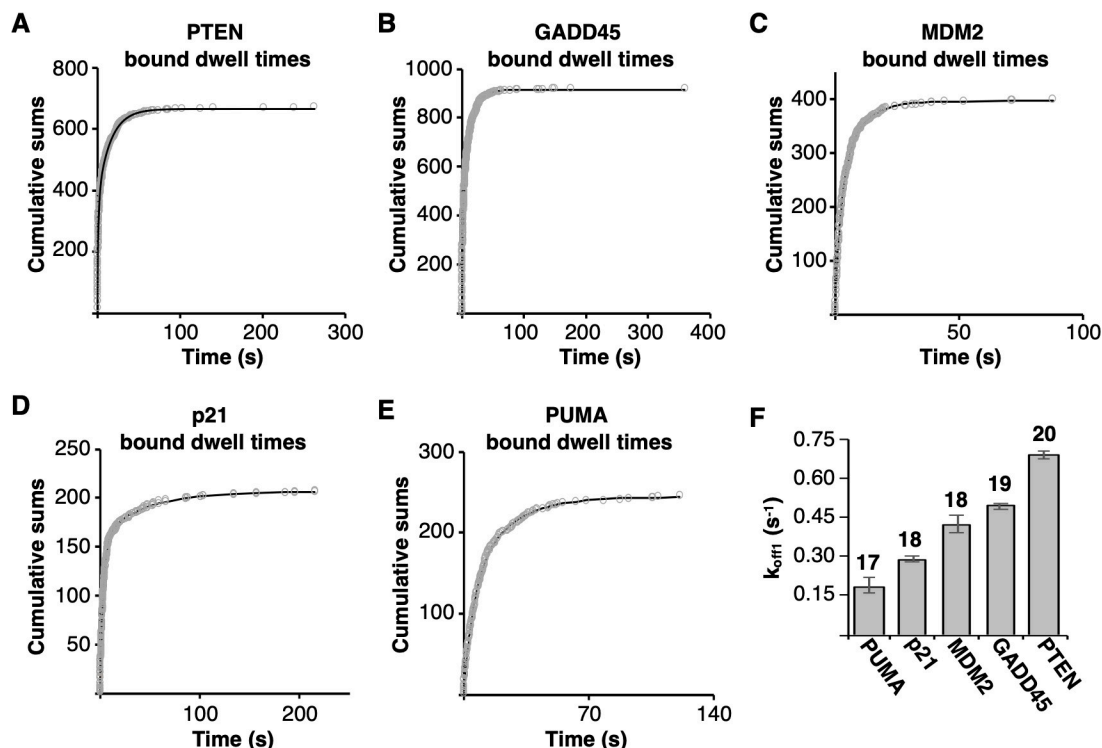 A
PTEN
bound dwell times
Cumulative sums
800
600
400
200
100
200
300
Time (s)
B
GADD45
bound dwell times
Cumulative sums
1000
800
600
400
200
100
200
300
400
Time (s)
C
MDM2
bound dwell times
Cumulative sums
400
300
200
100
50
100
Time (s)
D
p21
bound dwell times
Cumulative sums
250
200
150
100
50
100
200
Time (s)
E
PUMA
bound dwell times
Cumulative sums
300
200
100
70
140
Time (s)
F
koff1 (s-1)
0.75
0.60
0.45
0.30
0.15
17
18
18
19
20
PUMA
p21
MDM2
GADD45
PTEN